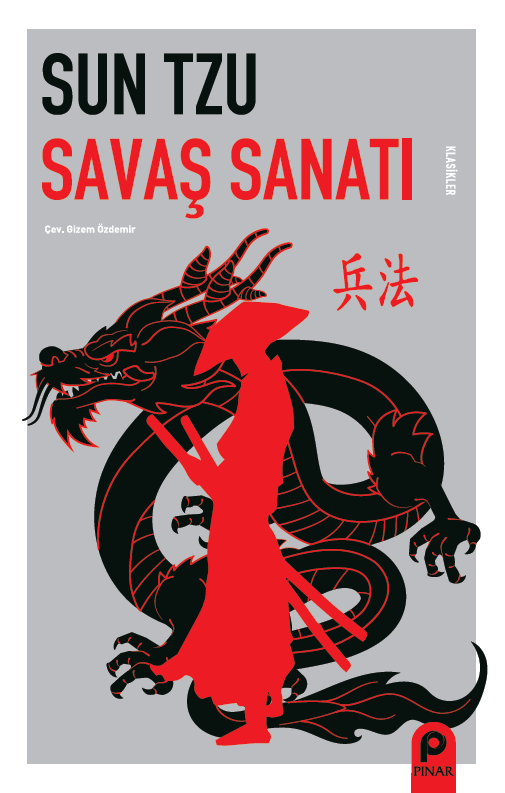 SUN TZU
SAVAŞ SANATI
KLASİKLER
Çev. Gizem Özdemir
兵法
PINAR